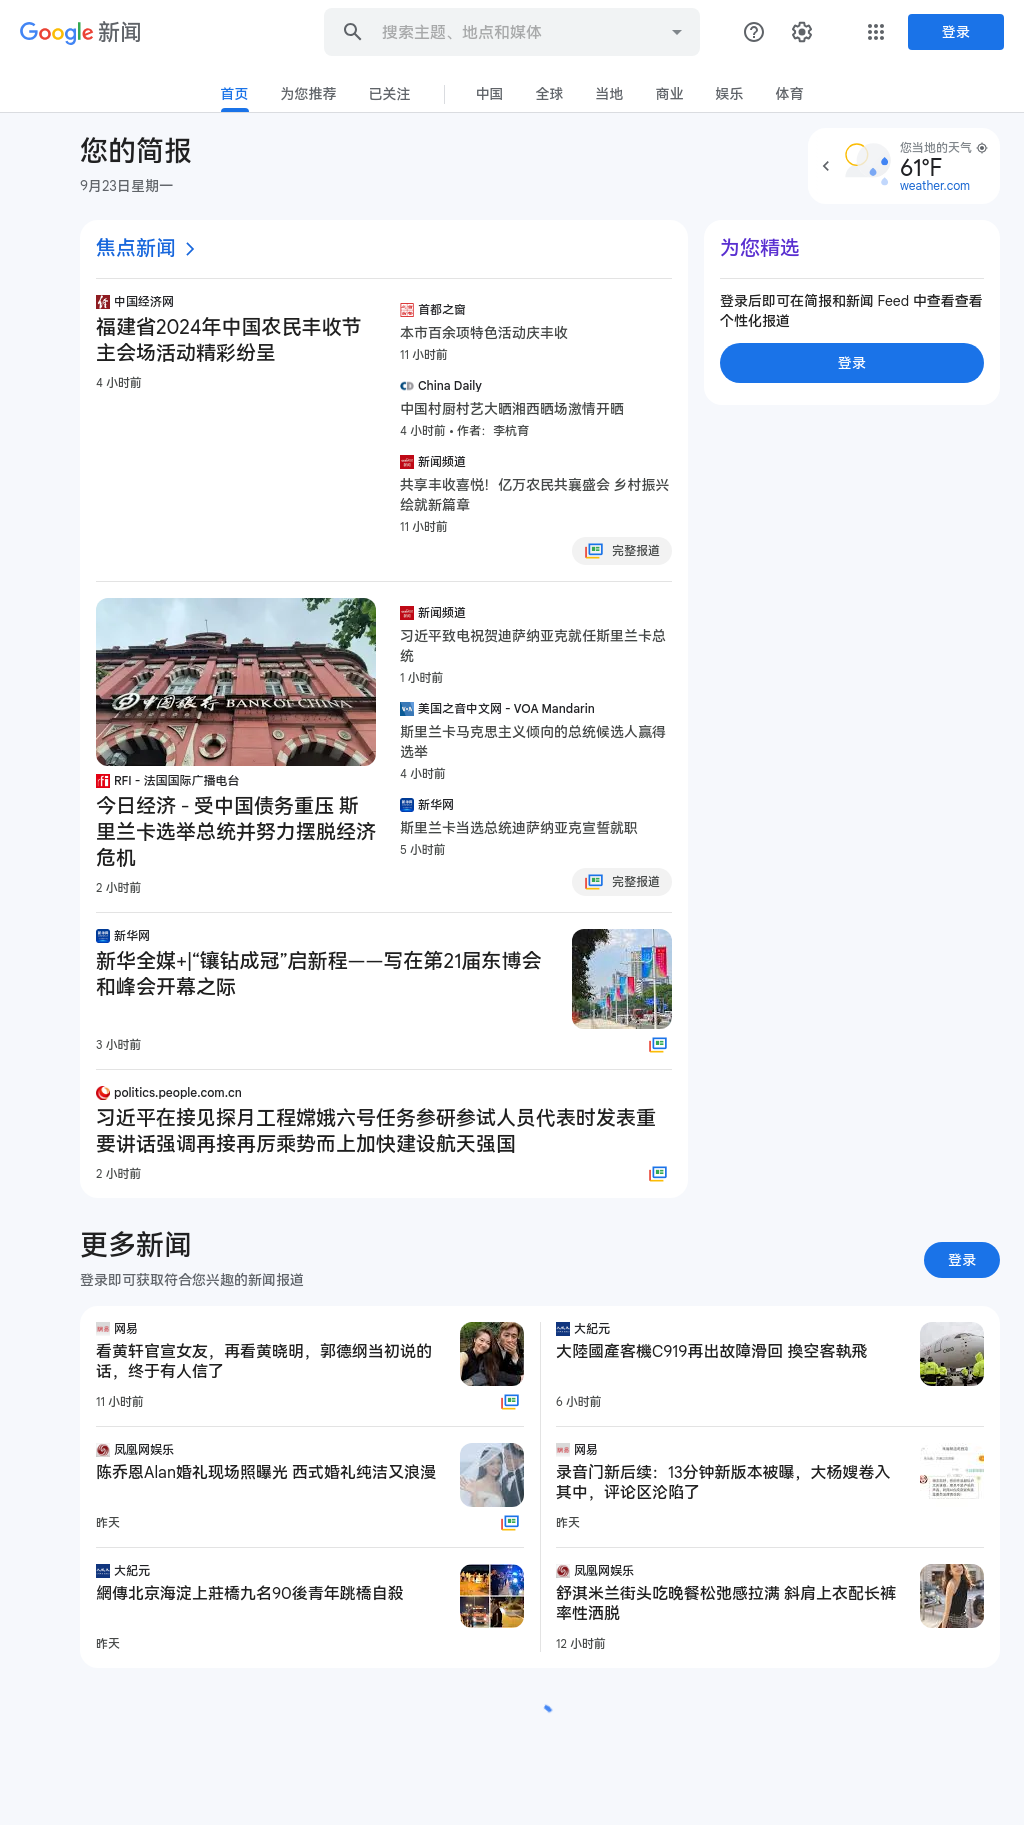 Google 新闻
搜索主题、地点和媒体
登录
首页
为您推荐
已关注
中国
全球
当地
商业
娱乐
体育
您的简报
9月23日星期一
您当地的天气
61°F
weather.com
焦点新闻
中国经济网
福建省2024年中国农民丰收节
主会场活动精彩纷呈
4 小时前
首都之窗
本市百余项特色活动庆丰收
11 小时前
China Daily
中国村厨村艺大晒湘西晒场激情开晒
4 小时前 • 作者：李杭育
新闻频道
共享丰收喜悦！亿万农民共襄盛会 乡村振兴
绘就新篇章
11 小时前
完整报道
中国银行 BANK OF CHINA
RFI - 法国国际广播电台
今日经济 - 受中国债务重压 斯
里兰卡选举总统并努力摆脱经济
危机
2 小时前
新闻频道
习近平致电祝贺迪萨纳亚克就任斯里兰卡总
统
1 小时前
美国之音中文网 - VOA Mandarin
斯里兰卡马克思主义倾向的总统候选人赢得
选举
4 小时前
新华网
斯里兰卡当选总统迪萨纳亚克宣誓就职
5 小时前
完整报道
新华网
新华全媒+|“镶钻成冠”启新程——写在第21届东博会
和峰会开幕之际
3 小时前
politics.people.com.cn
习近平在接见探月工程嫦娥六号任务参研参试人员代表时发表重
要讲话强调再接再厉乘势而上加快建设航天强国
2 小时前
为您精选
登录后即可在简报和新闻 Feed 中查看查看
个性化报道
登录
更多新闻
登录即可获取符合您兴趣的新闻报道
登录
网易
看黄轩官宣女友，再看黄晓明，郭德纲当初说的
话，终于有人信了
11 小时前
大紀元
大陸國產客機C919再出故障滑回 換空客執飛
6 小时前
凤凰网娱乐
陈乔恩Alan婚礼现场照曝光 西式婚礼纯洁又浪漫
昨天
网易
录音门新后续：13分钟新版本被曝，大杨嫂卷入
其中，评论区沦陷了
昨天
大紀元
網傳北京海淀上莊橋九名90後青年跳橋自殺
昨天
凤凰网娱乐
舒淇米兰街头吃晚餐松弛感拉满 斜肩上衣配长裤
率性洒脱
12 小时前